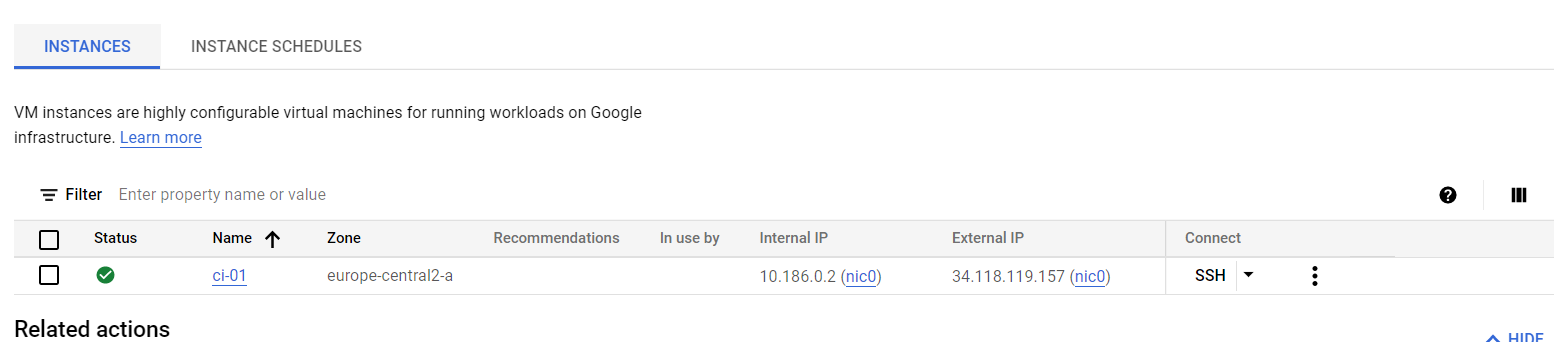 INSTANCES INSTANCE SCHEDULES
VM instances are highly configurable virtual machines for running workloads on Google
infrastructure. Learn more
Filter Enter property name or value
Status Name Zone Recommendations In use by Internal IP External IP Connect
ci-01 europe-central2-a 10.186.0.2 (nic0) 34.118.119.157 (nic0) SSH
Related actions HIDE